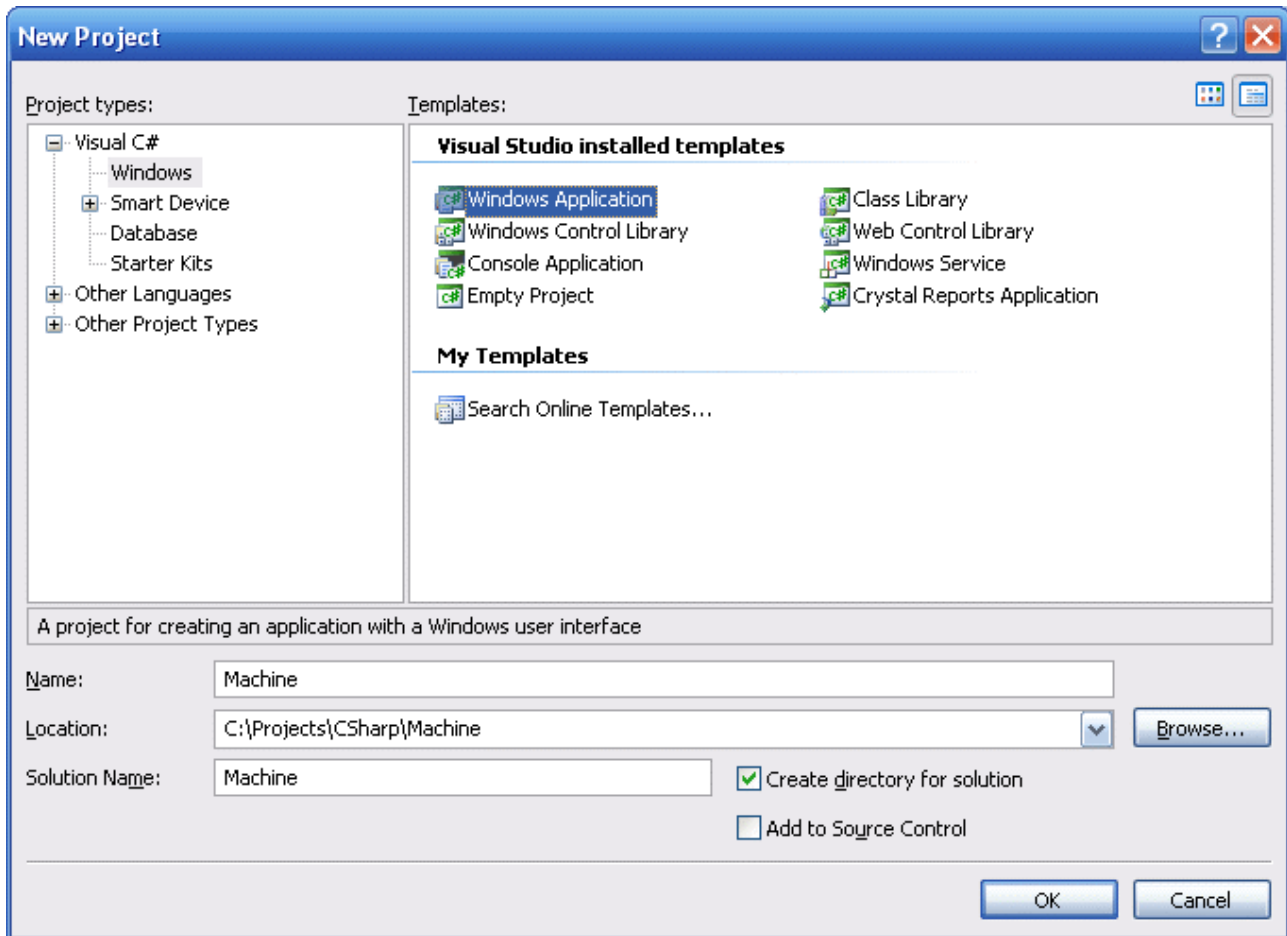 New Project
Project types:
Templates:
Visual C#
Windows
Smart Device
Database
Starter Kits
Other Languages
Other Project Types
Visual Studio installed templates
Windows Application
Class Library
Windows Control Library
Web Control Library
Console Application
Windows Service
Empty Project
Crystal Reports Application
My Templates
Search Online Templates...
A project for creating an application with a Windows user interface
Name:
Machine
Location:
C:\Projects\CSharp\Machine
Browse...
Solution Name:
Machine
Create directory for solution
Add to Source Control
OK
Cancel